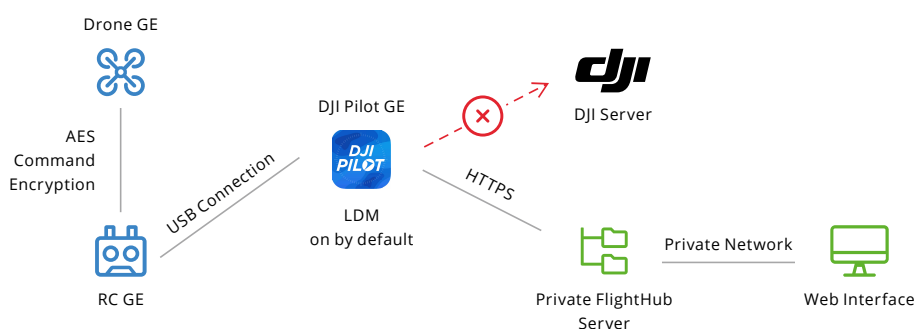 Drone GE
dji
DJI Server
DJI Pilot GE
AES
Command
Encryption
DJI
PILOT
USB Connection
HTTPS
LDM
on by default
Private Network
RC GE
Private FlightHub
Server
Web Interface